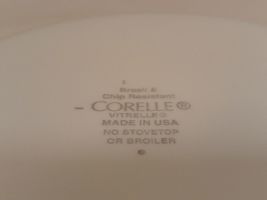 Break &
Chip Resistant
CORELLE®
VITRELLE®
MADE IN USA
NO STOVETOP
OR BROILER